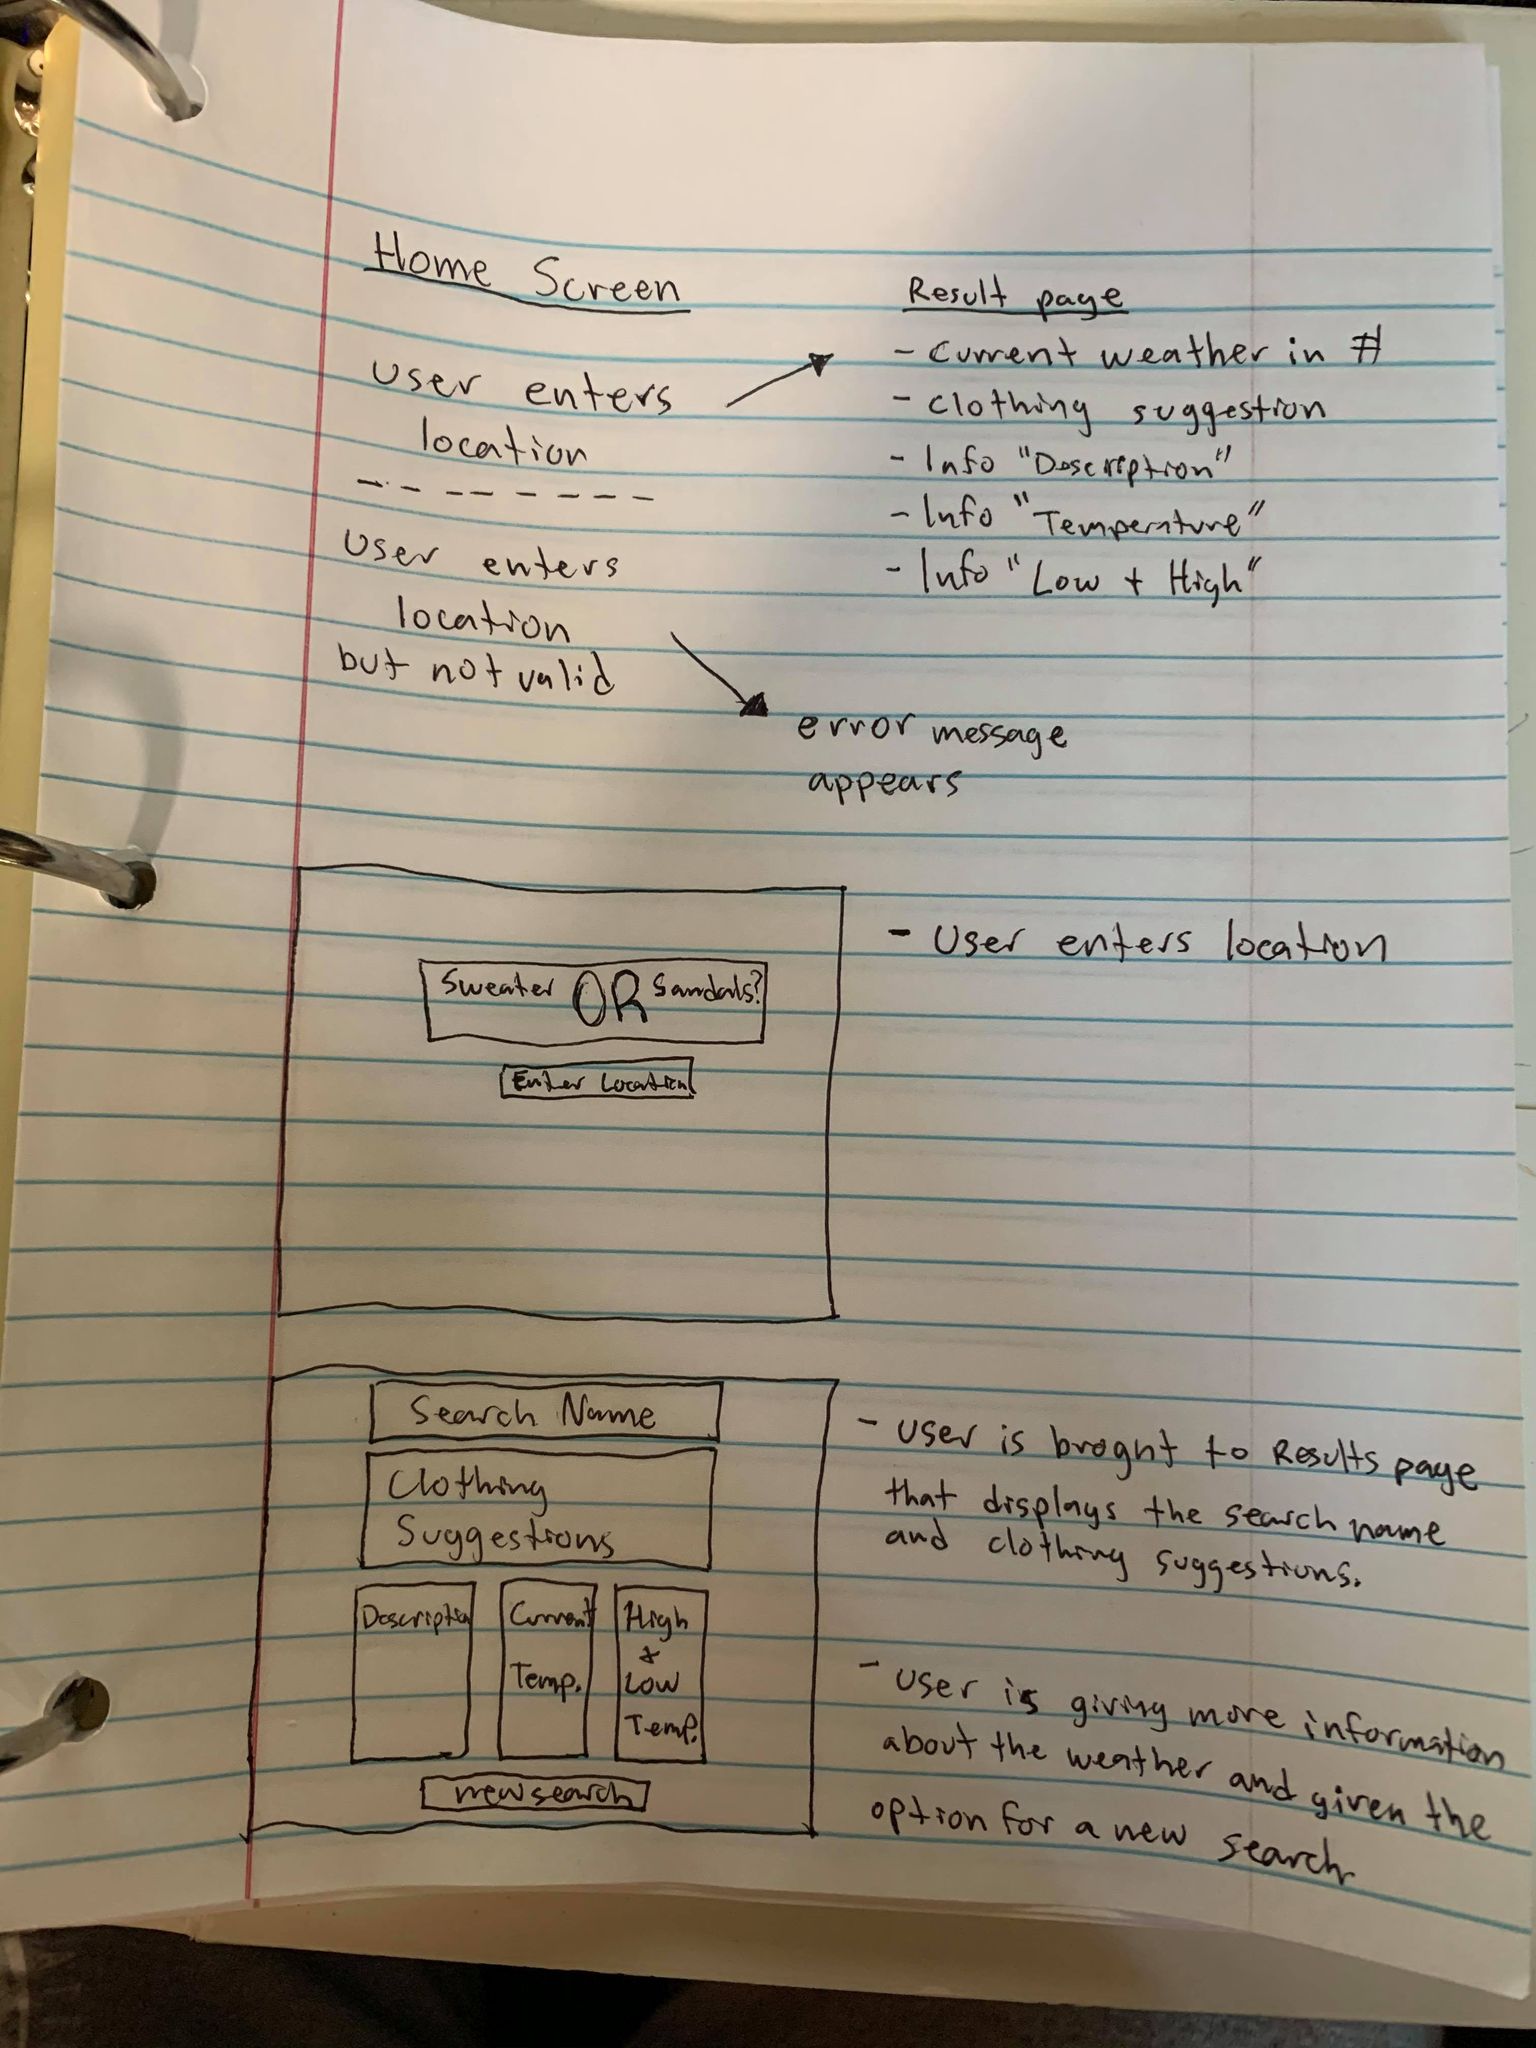 Home Screen
user enters
location
user enters
location
but not valid
Result page
- current weather in #
- clothing suggestion
- Info "Description"
- Info "Temperature"
- Info "Low + High"
error message
appears
Sweater OR Sandals?
Enter Location
- User enters location
Search Name
Clothing
Suggestions
Description
Current
Temp.
High
&
Low
Temp.
new search
- user is broght to Results page
that displays the search name
and clothing suggestions.
- user is giving more information
about the weather and given the
option for a new search